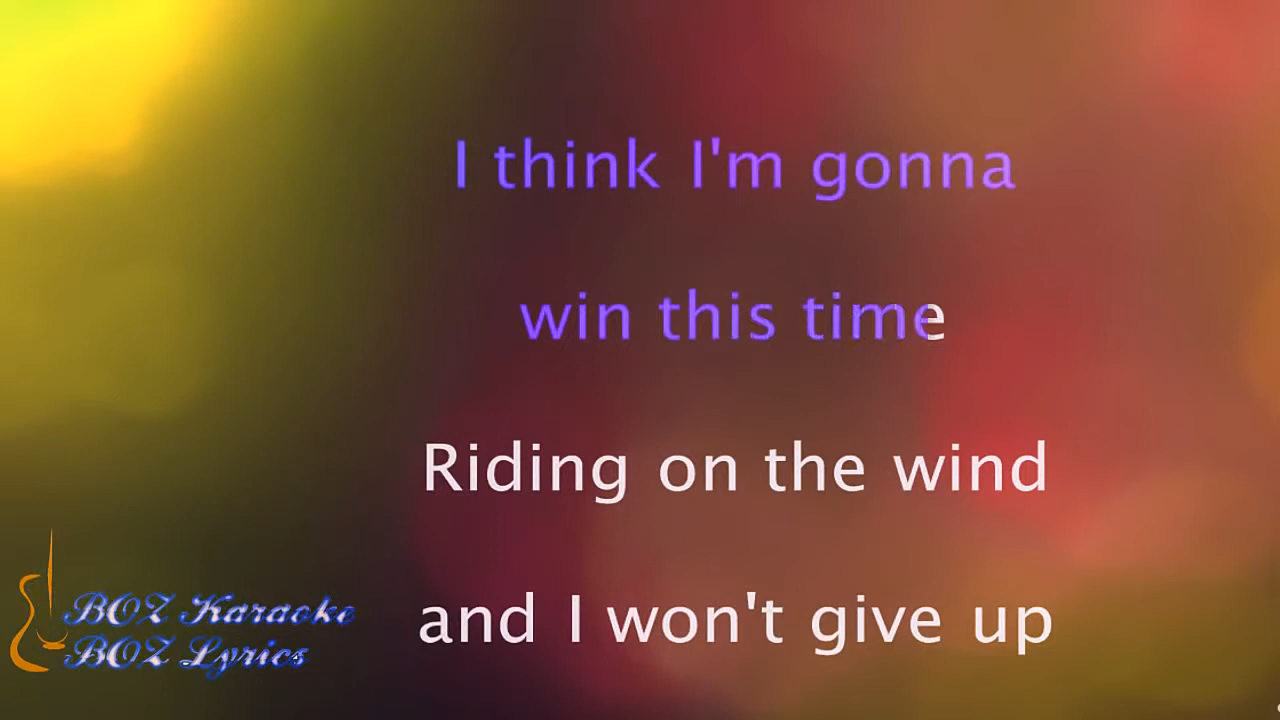 I think I'm gonna
win this time
Riding on the wind
and I won't give up
BOZ Karaoke
BOZ Lyrics